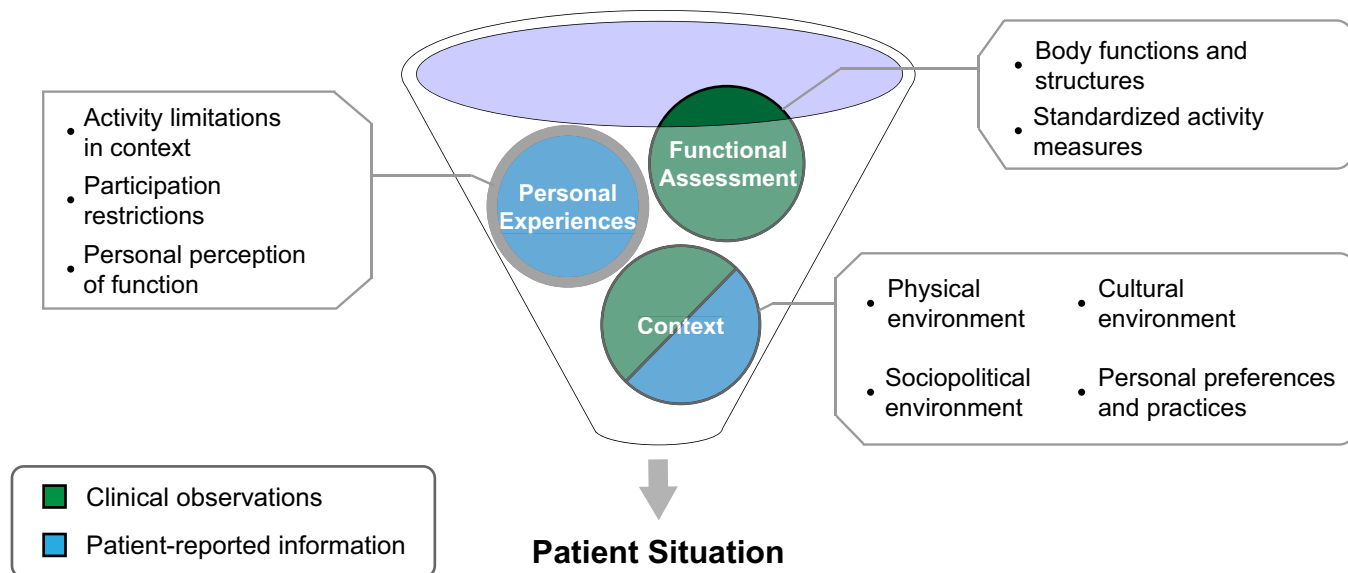 • Activity limitations
in context
• Participation
restrictions
• Personal perception
of function
Personal
Experiences
Functional
Assessment
Context
• Body functions and
structures
• Standardized activity
measures
• Physical
environment
• Cultural
environment
• Sociopolitical
environment
• Personal preferences
and practices
Clinical observations
Patient-reported information
Patient Situation